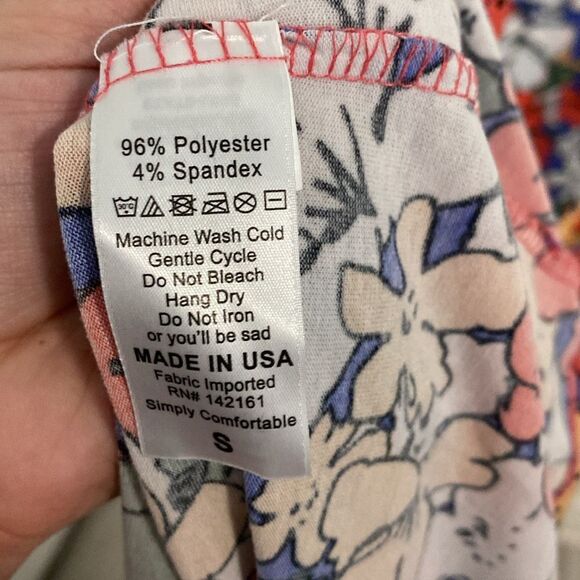 96% Polyester
4% Spandex
30°C
Machine Wash Cold
Gentle Cycle
Do Not Bleach
Hang Dry
Do Not Iron
or you'll be sad
MADE IN USA
Fabric Imported
RN# 142161
Simply Comfortable
S